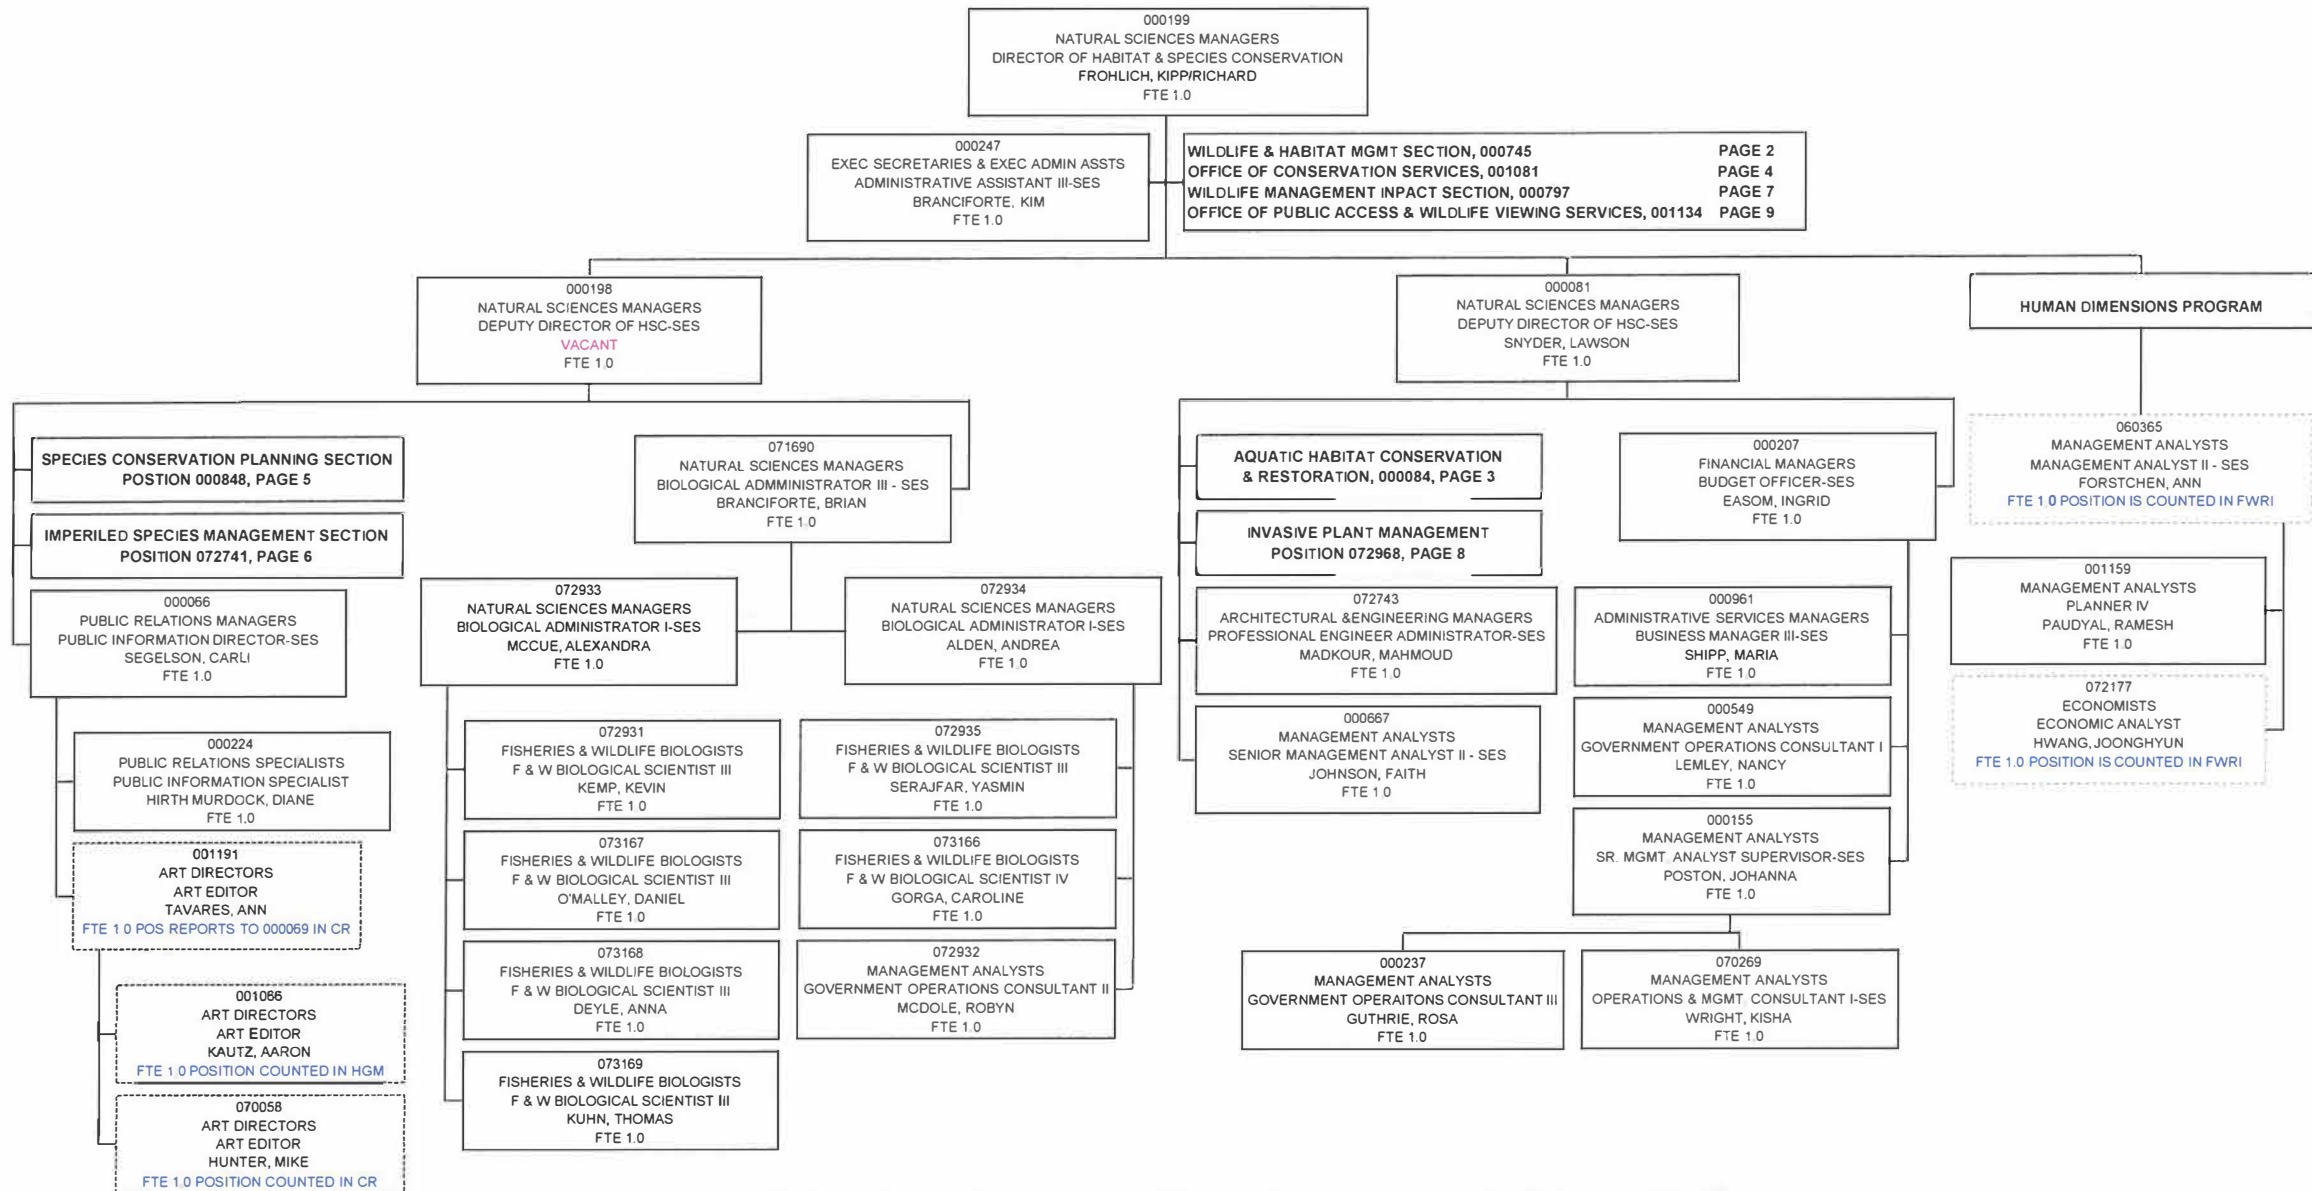 000199
NATURAL SCIENCES MANAGERS
DIRECTOR OF HABITAT & SPECIES CONSERVATION
FROHLICH, KIPP/RICHARD
FTE 1.0
000247
EXEC SECRETARIES & EXEC ADMIN ASSTS
ADMINISTRATIVE ASSISTANT III-SES
BRANCIFORTE, KIM
FTE 1.0
WILDLIFE & HABITAT MGMT SECTION, 000745 PAGE 2
OFFICE OF CONSERVATION SERVICES, 001081 PAGE 4
WILDLIFE MANAGEMENT INPACT SECTION, 000797 PAGE 7
OFFICE OF PUBLIC ACCESS & WILDLIFE VIEWING SERVICES, 001134 PAGE 9
000198
NATURAL SCIENCES MANAGERS
DEPUTY DIRECTOR OF HSC-SES
VACANT
FTE 1.0
000081
NATURAL SCIENCES MANAGERS
DEPUTY DIRECTOR OF HSC-SES
SNYDER, LAWSON
FTE 1.0
HUMAN DIMENSIONS PROGRAM
SPECIES CONSERVATION PLANNING SECTION
POSTION 000848, PAGE 5
IMPERILED SPECIES MANAGEMENT SECTION
POSITION 072741, PAGE 6
000066
PUBLIC RELATIONS MANAGERS
PUBLIC INFORMATION DIRECTOR-SES
SEGELSON, CARLI
FTE 1.0
000224
PUBLIC RELATIONS SPECIALISTS
PUBLIC INFORMATION SPECIALIST
HIRTH MURDOCK, DIANE
FTE 1.0
001191
ART DIRECTORS
ART EDITOR
TAVARES, ANN
FTE 1.0 POS REPORTS TO 000069 IN CR
001086
ART DIRECTORS
ART EDITOR
KAUTZ, AARON
FTE 1.0 POSITION COUNTED IN HGM
070058
ART DIRECTORS
ART EDITOR
HUNTER, MIKE
FTE 1.0 POSITION COUNTED IN CR
071690
NATURAL SCIENCES MANAGERS
BIOLOGICAL ADMMINISTRATOR III - SES
BRANCIFORTE, BRIAN
FTE 1.0
072933
NATURAL SCIENCES MANAGERS
BIOLOGICAL ADMINISTRATOR I-SES
MCCUE, ALEXANDRA
FTE 1.0
072934
NATURAL SCIENCES MANAGERS
BIOLOGICAL ADMINISTRATOR I-SES
ALDEN, ANDREA
FTE 1.0
072931
FISHERIES & WILDLIFE BIOLOGISTS
F & W BIOLOGICAL SCIENTIST III
KEMP, KEVIN
FTE 1.0
073167
FISHERIES & WILDLIFE BIOLOGISTS
F & W BIOLOGICAL SCIENTIST III
O'MALLEY, DANIEL
FTE 1.0
073168
FISHERIES & WILDLIFE BIOLOGISTS
F & W BIOLOGICAL SCIENTIST III
DEYLE, ANNA
FTE 1.0
073169
FISHERIES & WILDLIFE BIOLOGISTS
F & W BIOLOGICAL SCIENTIST III
KUHN, THOMAS
FTE 1.0
072935
FISHERIES & WILDLIFE BIOLOGISTS
F & W BIOLOGICAL SCIENTIST III
SERAJFAR, YASMIN
FTE 1.0
073166
FISHERIES & WILDLIFE BIOLOGISTS
F & W BIOLOGICAL SCIENTIST IV
GORGA, CAROLINE
FTE 1.0
072932
MANAGEMENT ANALYSTS
GOVERNMENT OPERATIONS CONSULTANT II
MCDOLE, ROBYN
FTE 1.0
AQUATIC HABITAT CONSERVATION
& RESTORATION, 000084, PAGE 3
INVASIVE PLANT MANAGEMENT
POSITION 072968, PAGE 8
072743
ARCHITECTURAL &ENGINEERING MANAGERS
PROFESSIONAL ENGINEER ADMINISTRATOR-SES
MADKOUR, MAHMOUD
FTE 1.0
000667
MANAGEMENT ANALYSTS
SENIOR MANAGEMENT ANALYST II - SES
JOHNSON, FAITH
FTE 1.0
000207
FINANCIAL MANAGERS
BUDGET OFFICER-SES
EASOM, INGRID
FTE 1.0
000961
ADMINISTRATIVE SERVICES MANAGERS
BUSINESS MANAGER III-SES
SHIPP, MARIA
FTE 1.0
000549
MANAGEMENT ANALYSTS
GOVERNMENT OPERATIONS CONSULTANT I
LEMLEY, NANCY
FTE 1.0
000155
MANAGEMENT ANALYSTS
SR. MGMT. ANALYST SUPERVISOR-SES
POSTON, JOHANNA
FTE 1.0
000237
MANAGEMENT ANALYSTS
GOVERNMENT OPERAITONS CONSULTANT III
GUTHRIE, ROSA
FTE 1.0
070269
MANAGEMENT ANALYSTS
OPERATIONS & MGMT. CONSULTANT I-SES
WRIGHT, KISHA
FTE 1.0
060365
MANAGEMENT ANALYSTS
MANAGEMENT ANALYST II - SES
FORSTCHEN, ANN
FTE 1.0 POSITION IS COUNTED IN FWRI
001159
MANAGEMENT ANALYSTS
PLANNER IV
PAUDYAL, RAMESH
FTE 1.0
072177
ECONOMISTS
ECONOMIC ANALYST
HWANG, JOONGHYUN
FTE 1.0 POSITION IS COUNTED IN FWRI